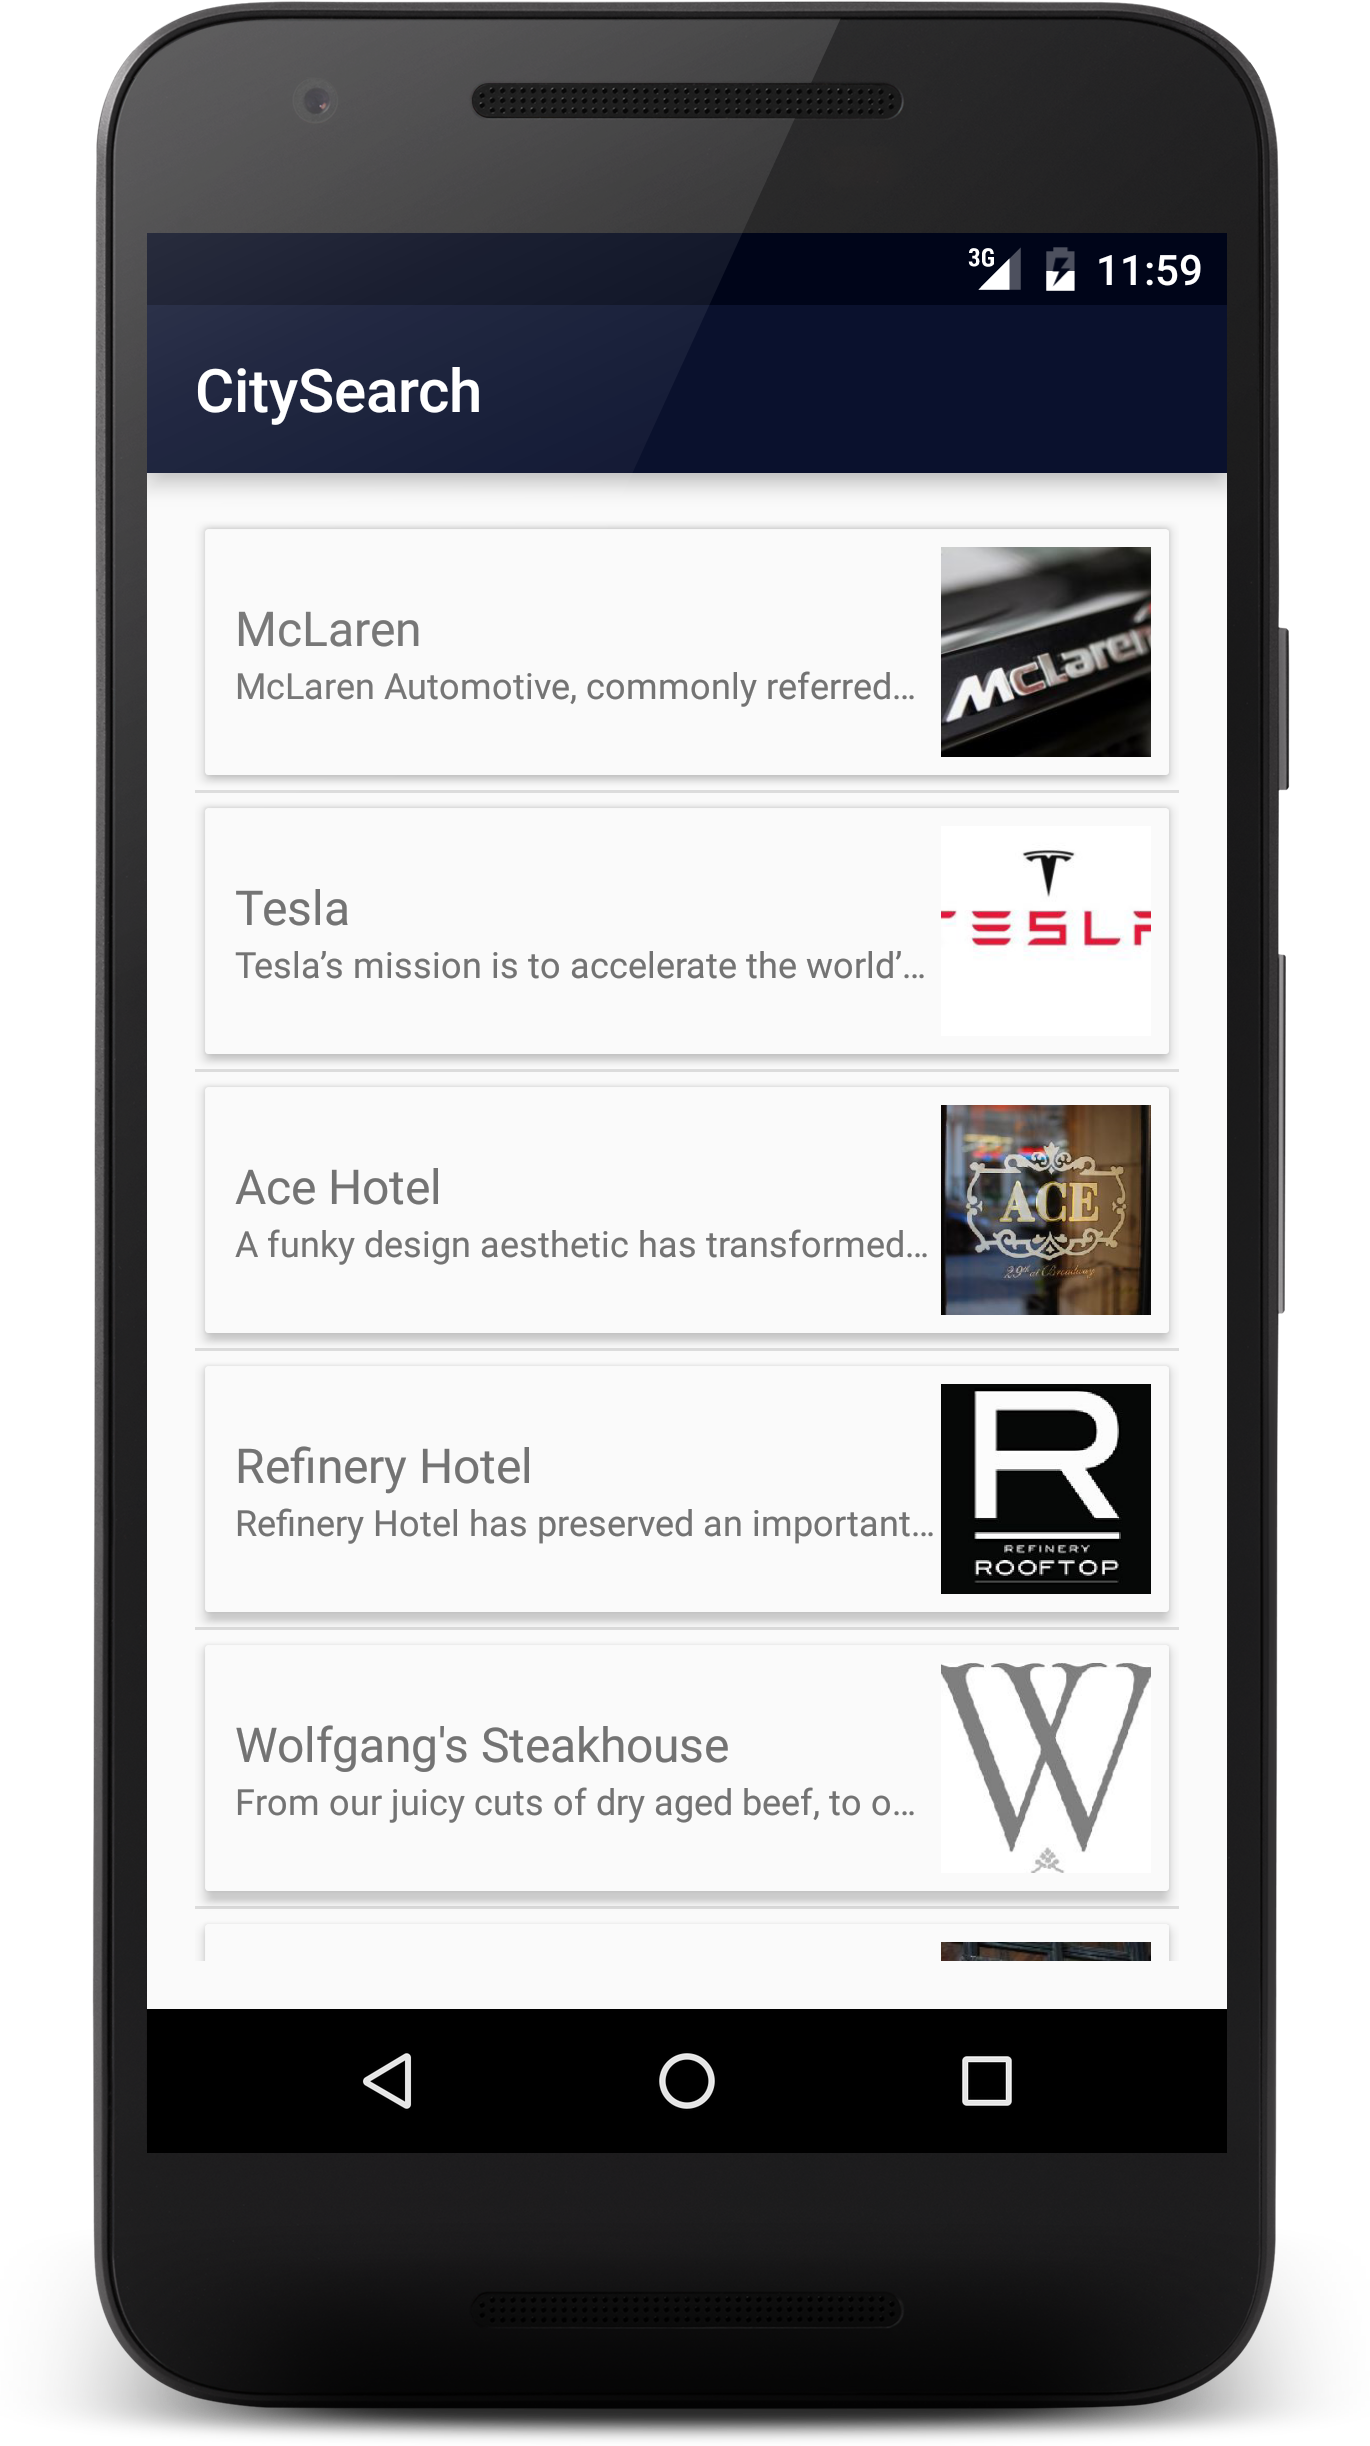 3G 11:59
CitySearch
McLaren
McLaren Automotive, commonly referred...
McLaren
Tesla
Tesla’s mission is to accelerate the world’...
TESLA
Ace Hotel
A funky design aesthetic has transformed...
ACE
29th at Broadway
Refinery Hotel
Refinery Hotel has preserved an important...
R
REFINERY
ROOFTOP
Wolfgang's Steakhouse
From our juicy cuts of dry aged beef, to o...
W